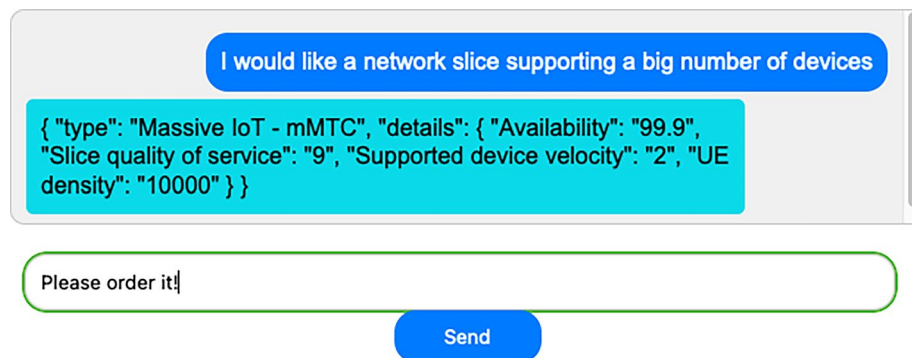 I would like a network slice supporting a big number of devices
{ "type": "Massive IoT - mMTC", "details": { "Availability": "99.9",
"Slice quality of service": "9", "Supported device velocity": "2", "UE
density": "10000" } }
Please order it!
Send